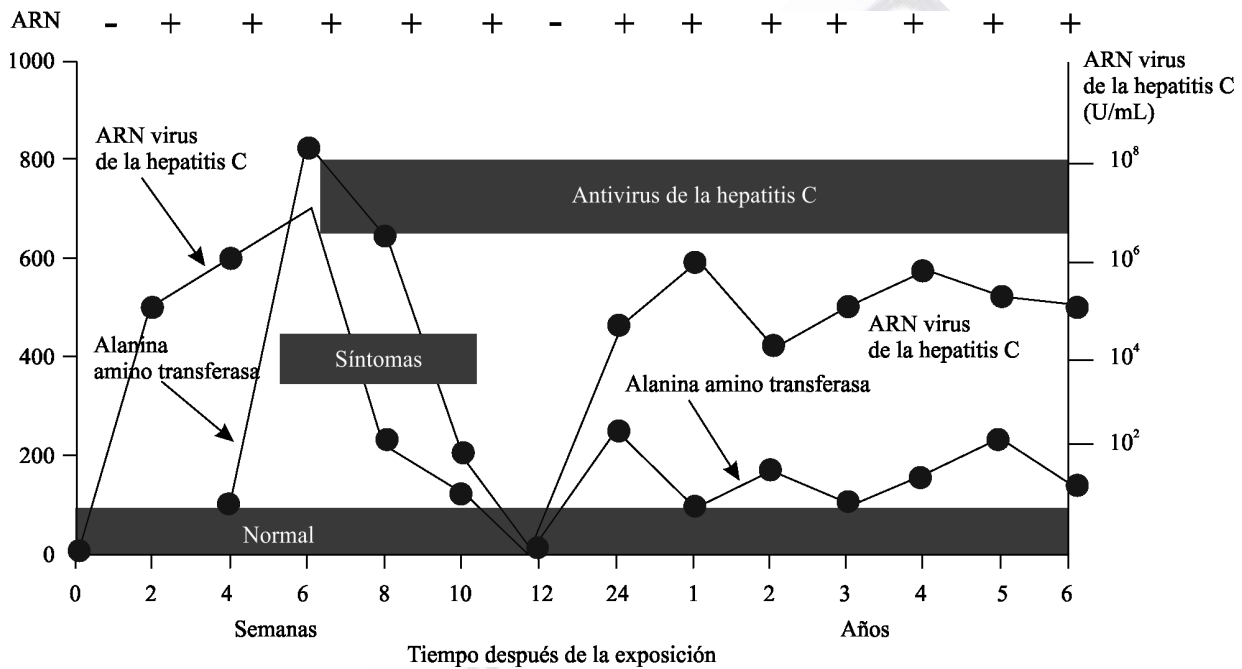 ARN - + + + + + - + + + + + + +
1000
800
600
400
200
0
ARN virus
de la hepatitis C
(U/mL)
10⁸
10⁶
10⁴
10²
ARN virus
de la hepatitis C
Antivirus de la hepatitis C
Alanina
amino transferasa
Síntomas
ARN virus
de la hepatitis C
Alanina amino transferasa
Normal
0 2 4 6 8 10 12 24 1 2 3 4 5 6
Semanas Años
Tiempo después de la exposición